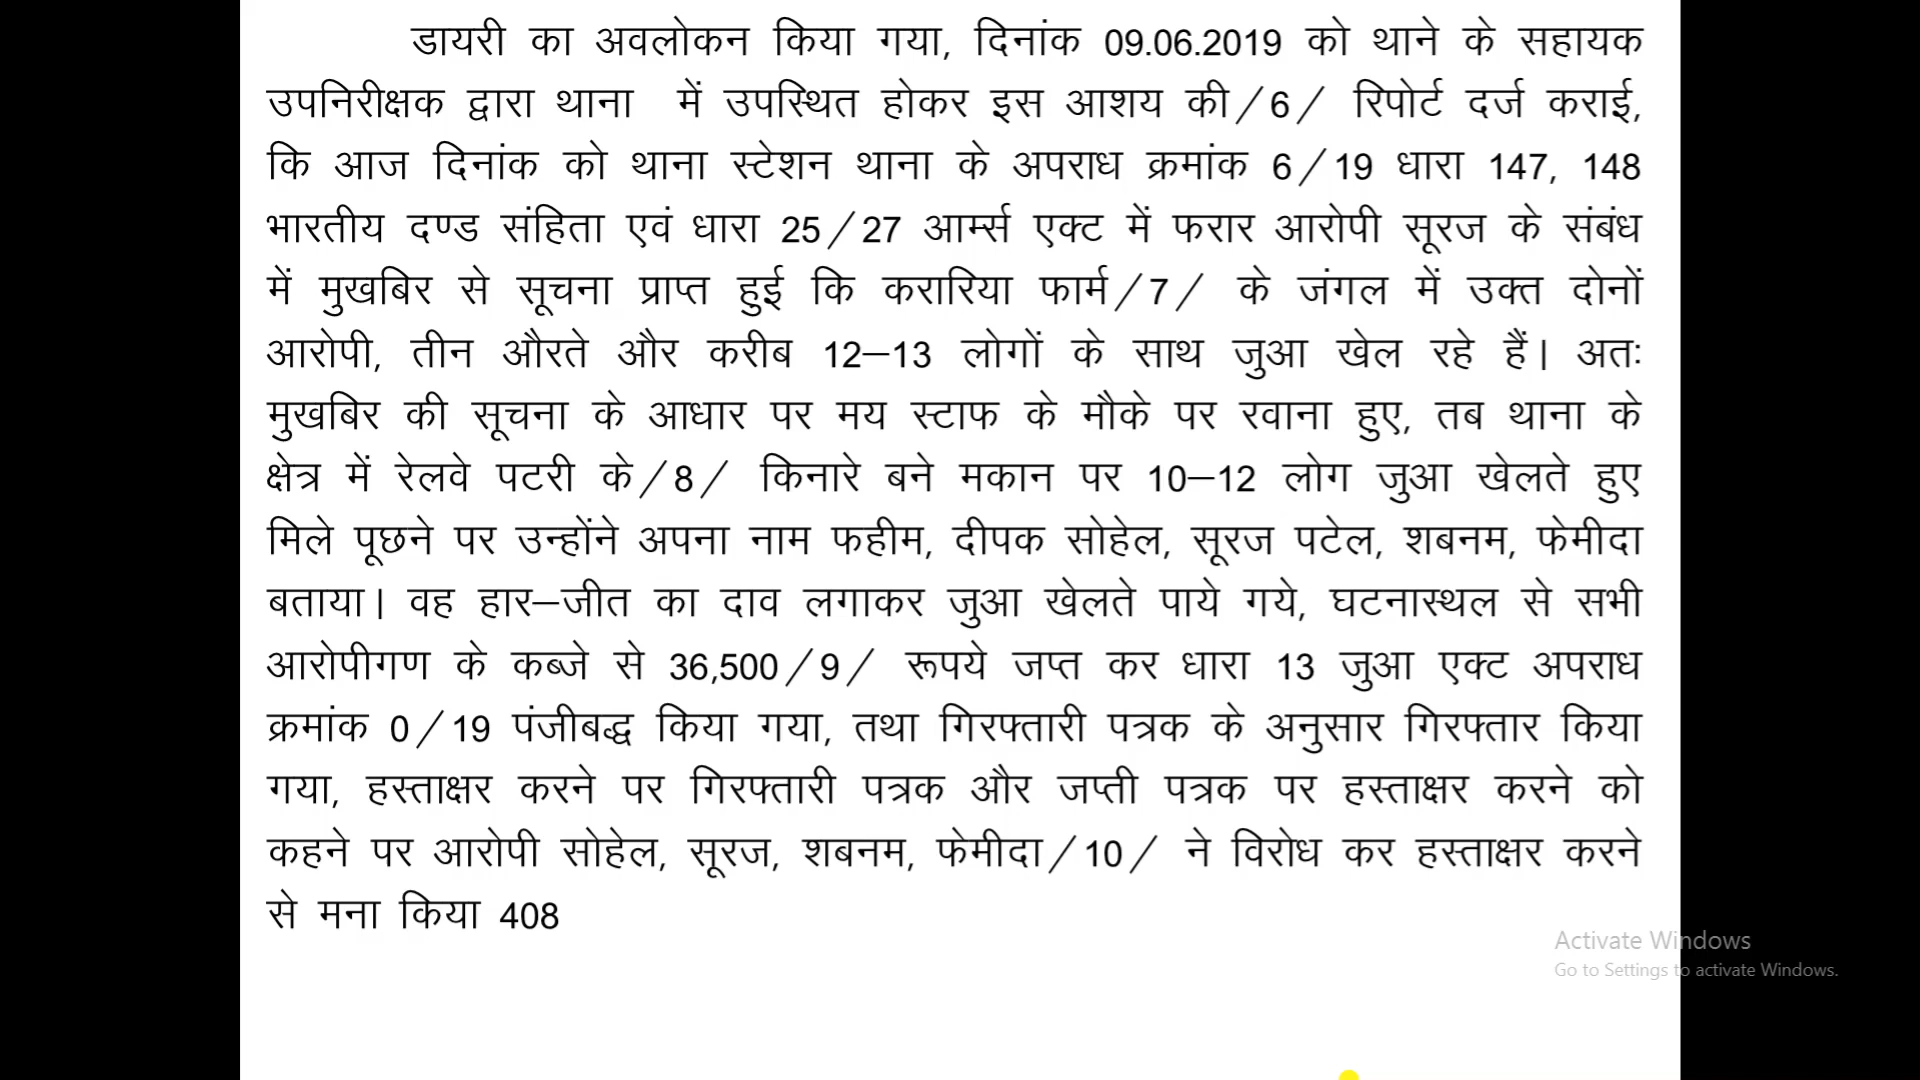 डायरी का अवलोकन किया गया, दिनांक 09.06.2019 को थाने के सहायक
उपनिरीक्षक द्वारा थाना में उपस्थित होकर इस आशय की/6/ रिपोर्ट दर्ज कराई,
कि आज दिनांक को थाना स्टेशन थाना के अपराध क्रमांक 6/19 धारा 147, 148
भारतीय दण्ड संहिता एवं धारा 25/27 आर्म्स एक्ट में फरार आरोपी सूरज के संबंध
में मुखबिर से सूचना प्राप्त हुई कि करारिया फार्म/7/ के जंगल में उक्त दोनों
आरोपी, तीन औरते और करीब 12–13 लोगों के साथ जुआ खेल रहे हैं। अतः
मुखबिर की सूचना के आधार पर मय स्टाफ के मौके पर रवाना हुए, तब थाना के
क्षेत्र में रेलवे पटरी के/8/ किनारे बने मकान पर 10–12 लोग जुआ खेलते हुए
मिले पूछने पर उन्होंने अपना नाम फहीम, दीपक सोहेल, सूरज पटेल, शबनम, फेमीदा
बताया। वह हार–जीत का दाव लगाकर जुआ खेलते पाये गये, घटनास्थल से सभी
आरोपीगण के कब्जे से 36,500/9/ रूपये जप्त कर धारा 13 जुआ एक्ट अपराध
क्रमांक 0/19 पंजीबद्ध किया गया, तथा गिरफ्तारी पत्रक के अनुसार गिरफ्तार किया
गया, हस्ताक्षर करने पर गिरफ्तारी पत्रक और जप्ती पत्रक पर हस्ताक्षर करने को
कहने पर आरोपी सोहेल, सूरज, शबनम, फेमीदा/10/ ने विरोध कर हस्ताक्षर करने
से मना किया 408
Activate Windows
Go to Settings to activate Windows.